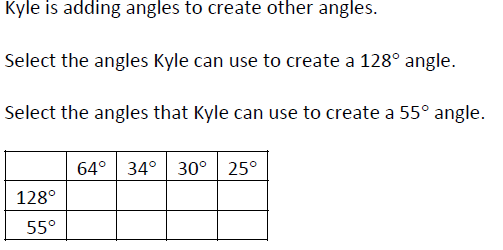 Kyle is adding angles to create other angles.
Select the angles Kyle can use to create a 128° angle.
Select the angles that Kyle can use to create a 55° angle.
64° 34° 30° 25°
128°
55°